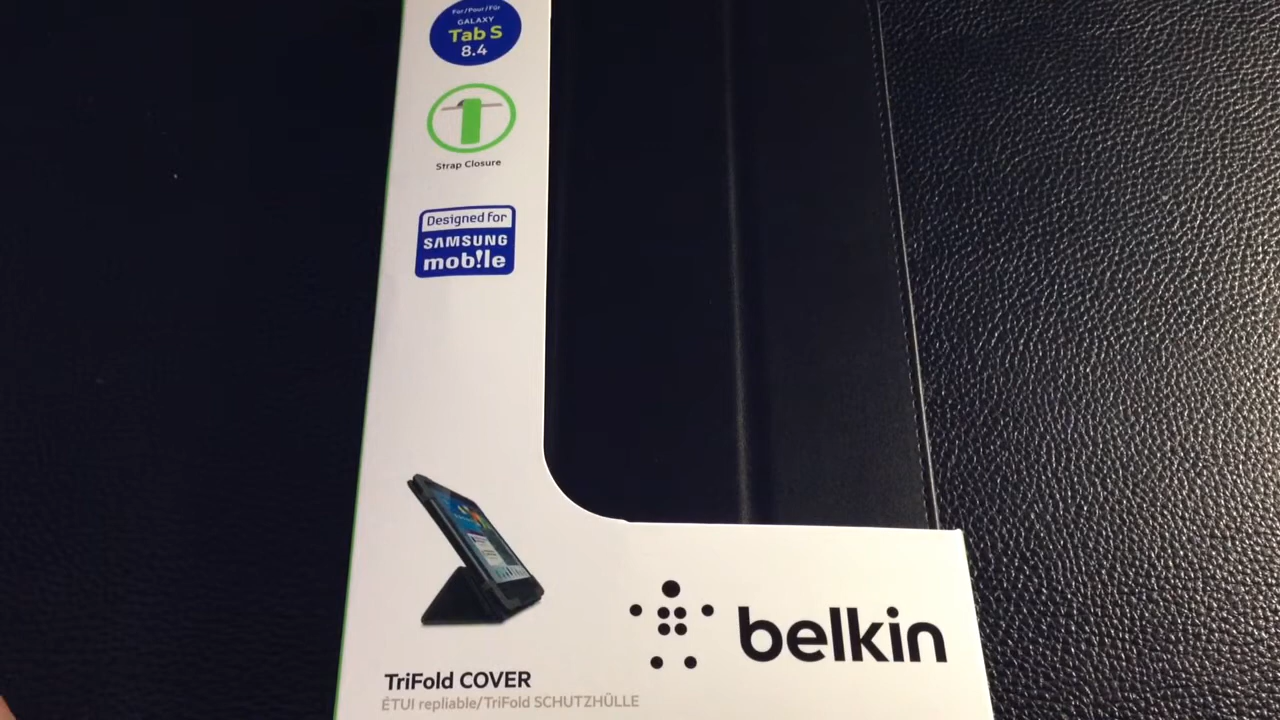 For/Pour/Für
GALAXY
Tab S
8.4
Strap Closure
Designed for
SAMSUNG
mob!le
belkin
TriFold COVER
ÉTUI repliable/TriFold SCHUTZHÜLLE